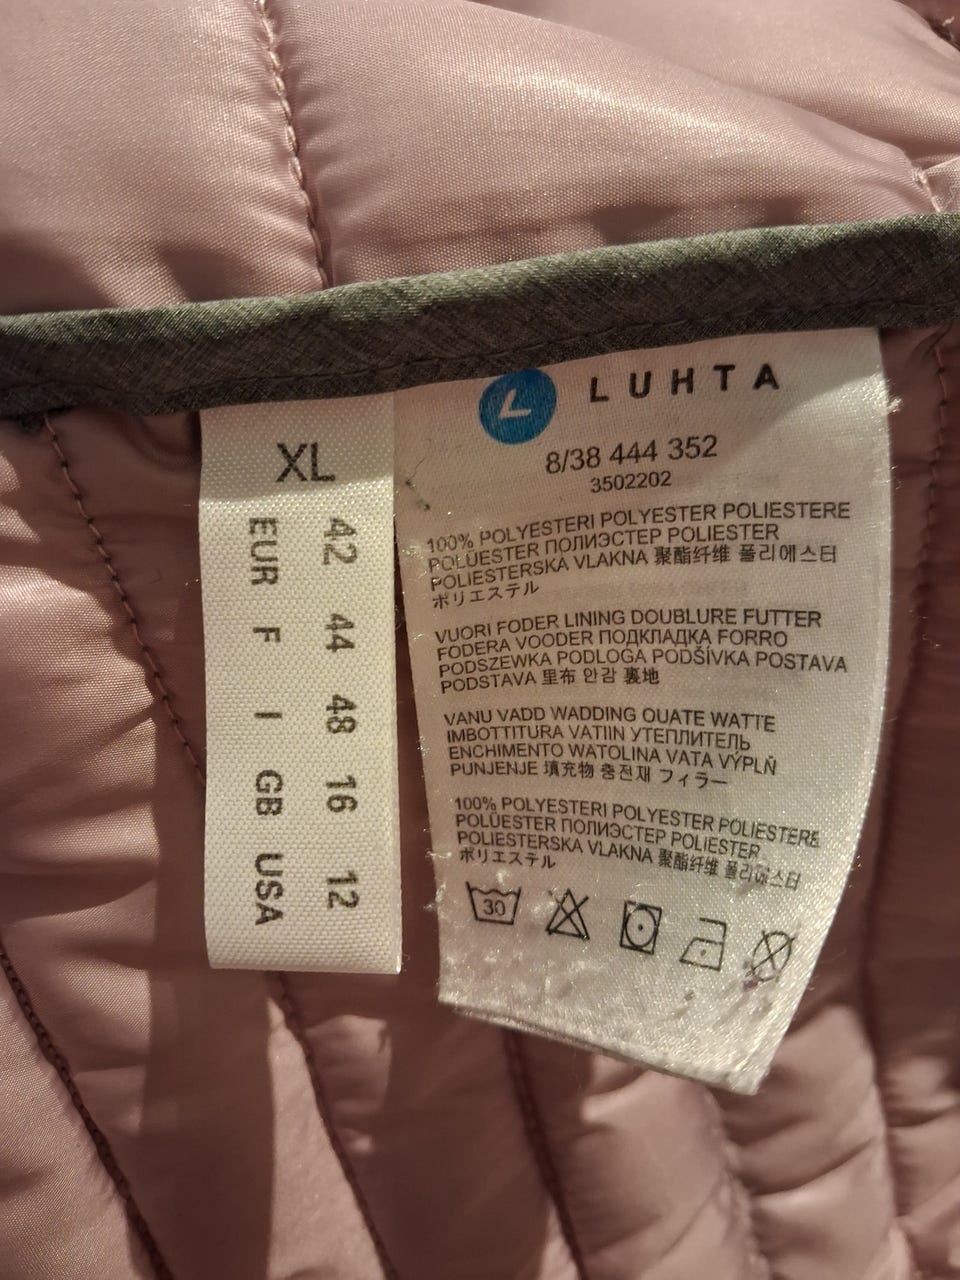 XL
EUR 42
F 44
I 48
GB 16
USA 12
LUHTA
8/38 444 352
3502202
100% POLYESTERI POLYESTER POLIESTERE
POLÜESTER ПОЛИЭСТЕР POLIESTER
POLIESTERSKA VLAKNA 聚酯纤维 폴리에스터
ポリエステル
VUORI FODER LINING DOUBLURE FUTTER
FODERA VOODER ПОДКЛАДКА FORRO
PODSZEWKA PODLOGA PODŠÍVKA POSTAVA
PODSTAVA 里布 안감 裏地
VANU VADD WADDING OUATE WATTE
IMBOTTITURA VATIIN УТЕПЛИТЕЛЬ
ENCHIMENTO WATOLINA VATA VÝPLŇ
PUNJENJE 填充物 충전재 フィラー
100% POLYESTERI POLYESTER POLIESTERE
POLÜESTER ПОЛИЭСТЕР POLIESTER
POLIESTERSKA VLAKNA 聚酯纤维 폴리에스터
ポリエステル
30